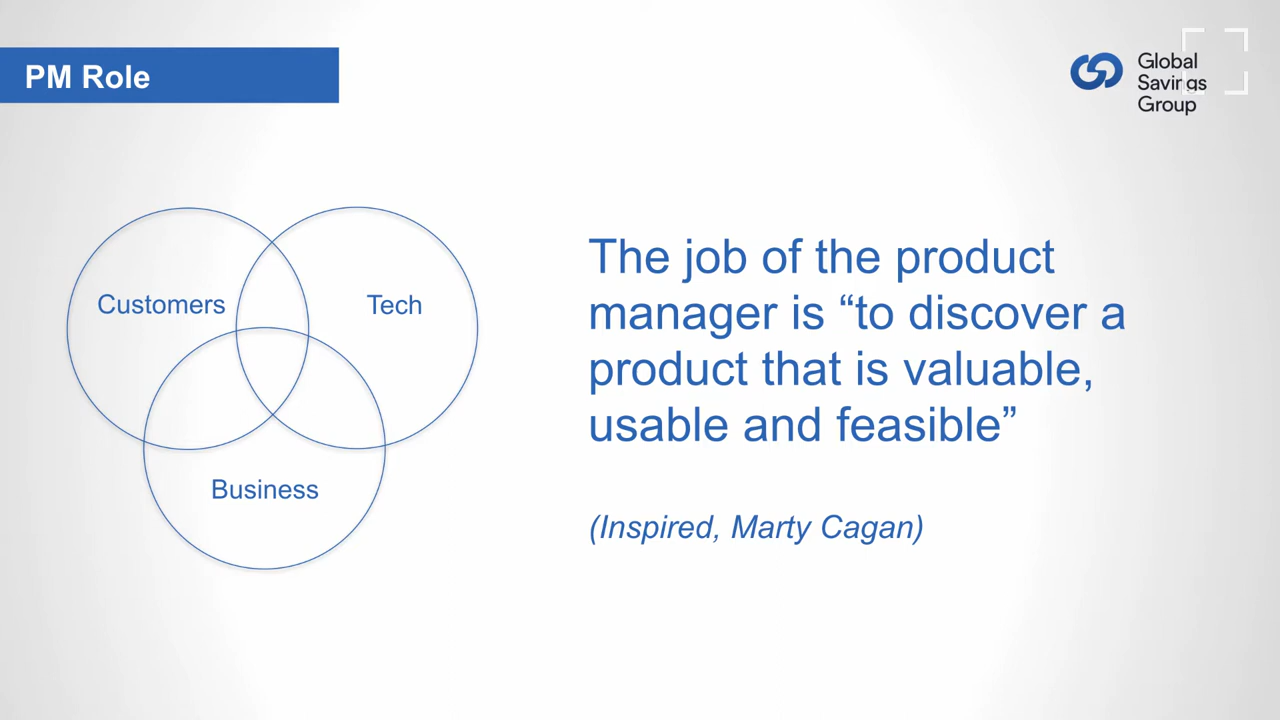 PM Role
Global
Savings
Group
Customers
Tech
Business
The job of the product
manager is “to discover a
product that is valuable,
usable and feasible”
(Inspired, Marty Cagan)